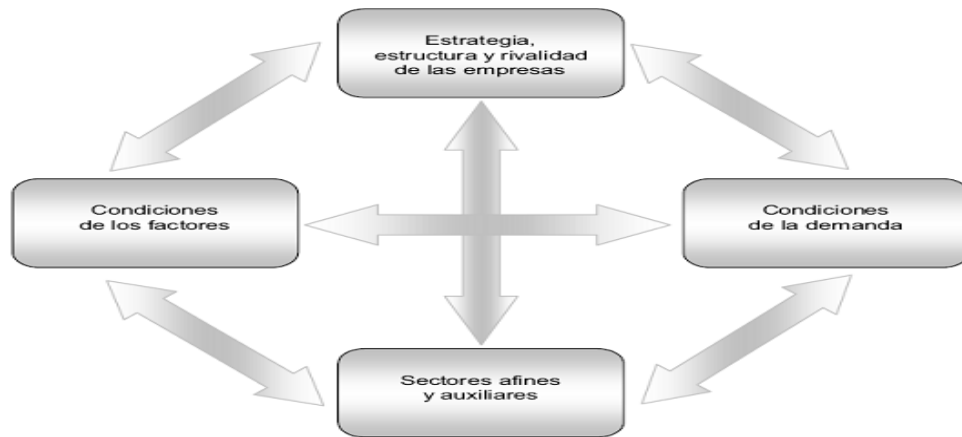 Estrategia,
estructura y rivalidad
de las empresas
Condiciones
de los factores
Condiciones
de la demanda
Sectores afines
y auxiliares